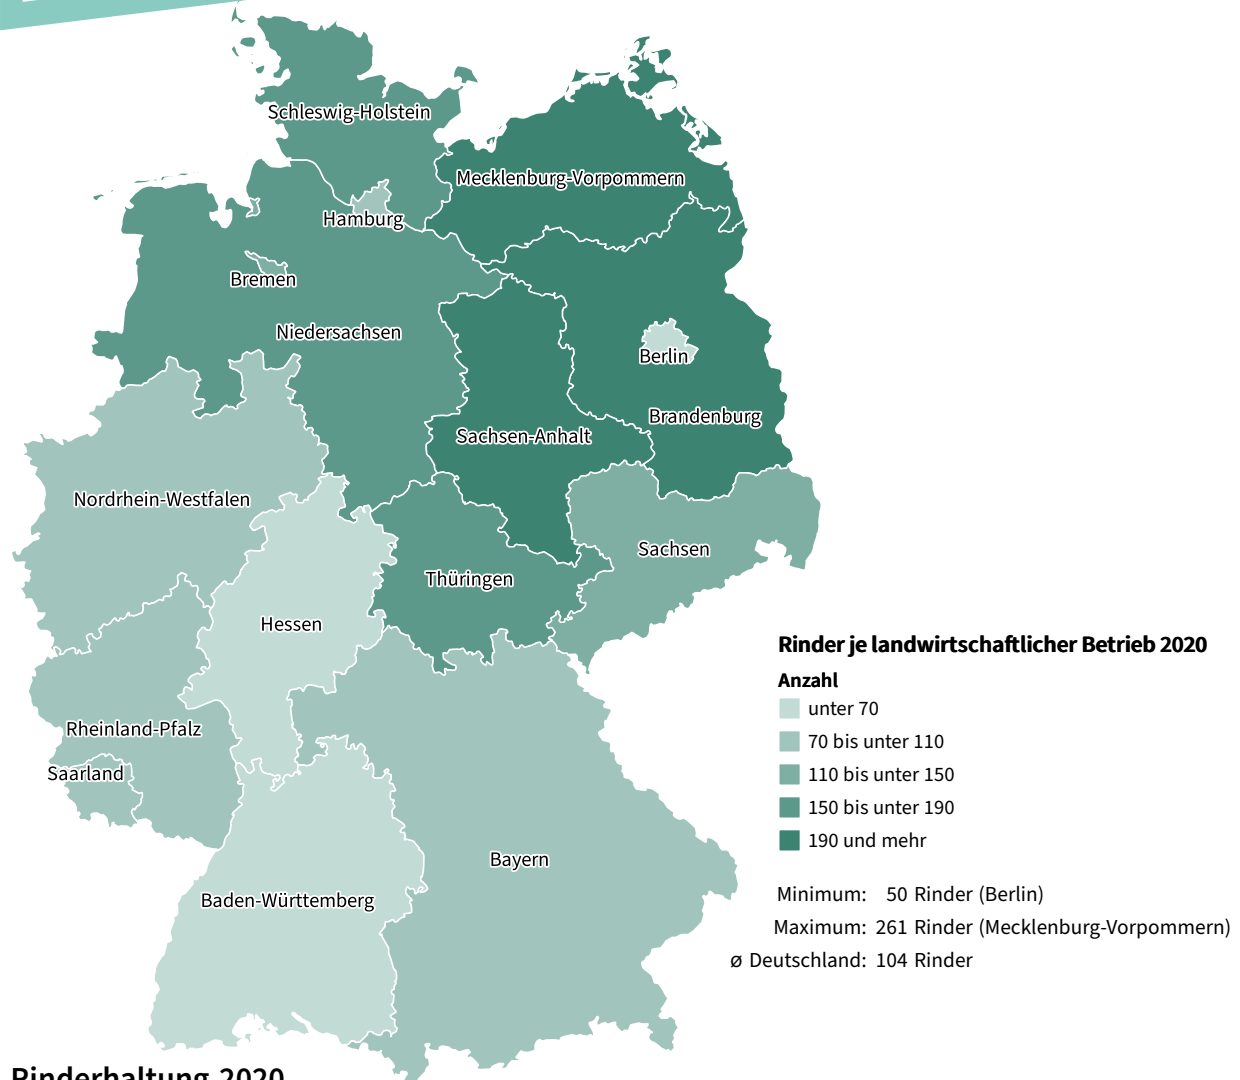 Schleswig-Holstein
Mecklenburg-Vorpommern
Hamburg
Bremen
Niedersachsen
Berlin
Brandenburg
Sachsen-Anhalt
Nordrhein-Westfalen
Sachsen
Thüringen
Hessen
Rinder je landwirtschaftlicher Betrieb 2020
Anzahl
unter 70
70 bis unter 110
110 bis unter 150
150 bis unter 190
190 und mehr
Rheinland-Pfalz
Saarland
Bayern
Baden-Württemberg
Minimum: 50 Rinder (Berlin)
Maximum: 261 Rinder (Mecklenburg-Vorpommern)
ø Deutschland: 104 Rinder
Rinderhaltung 2020